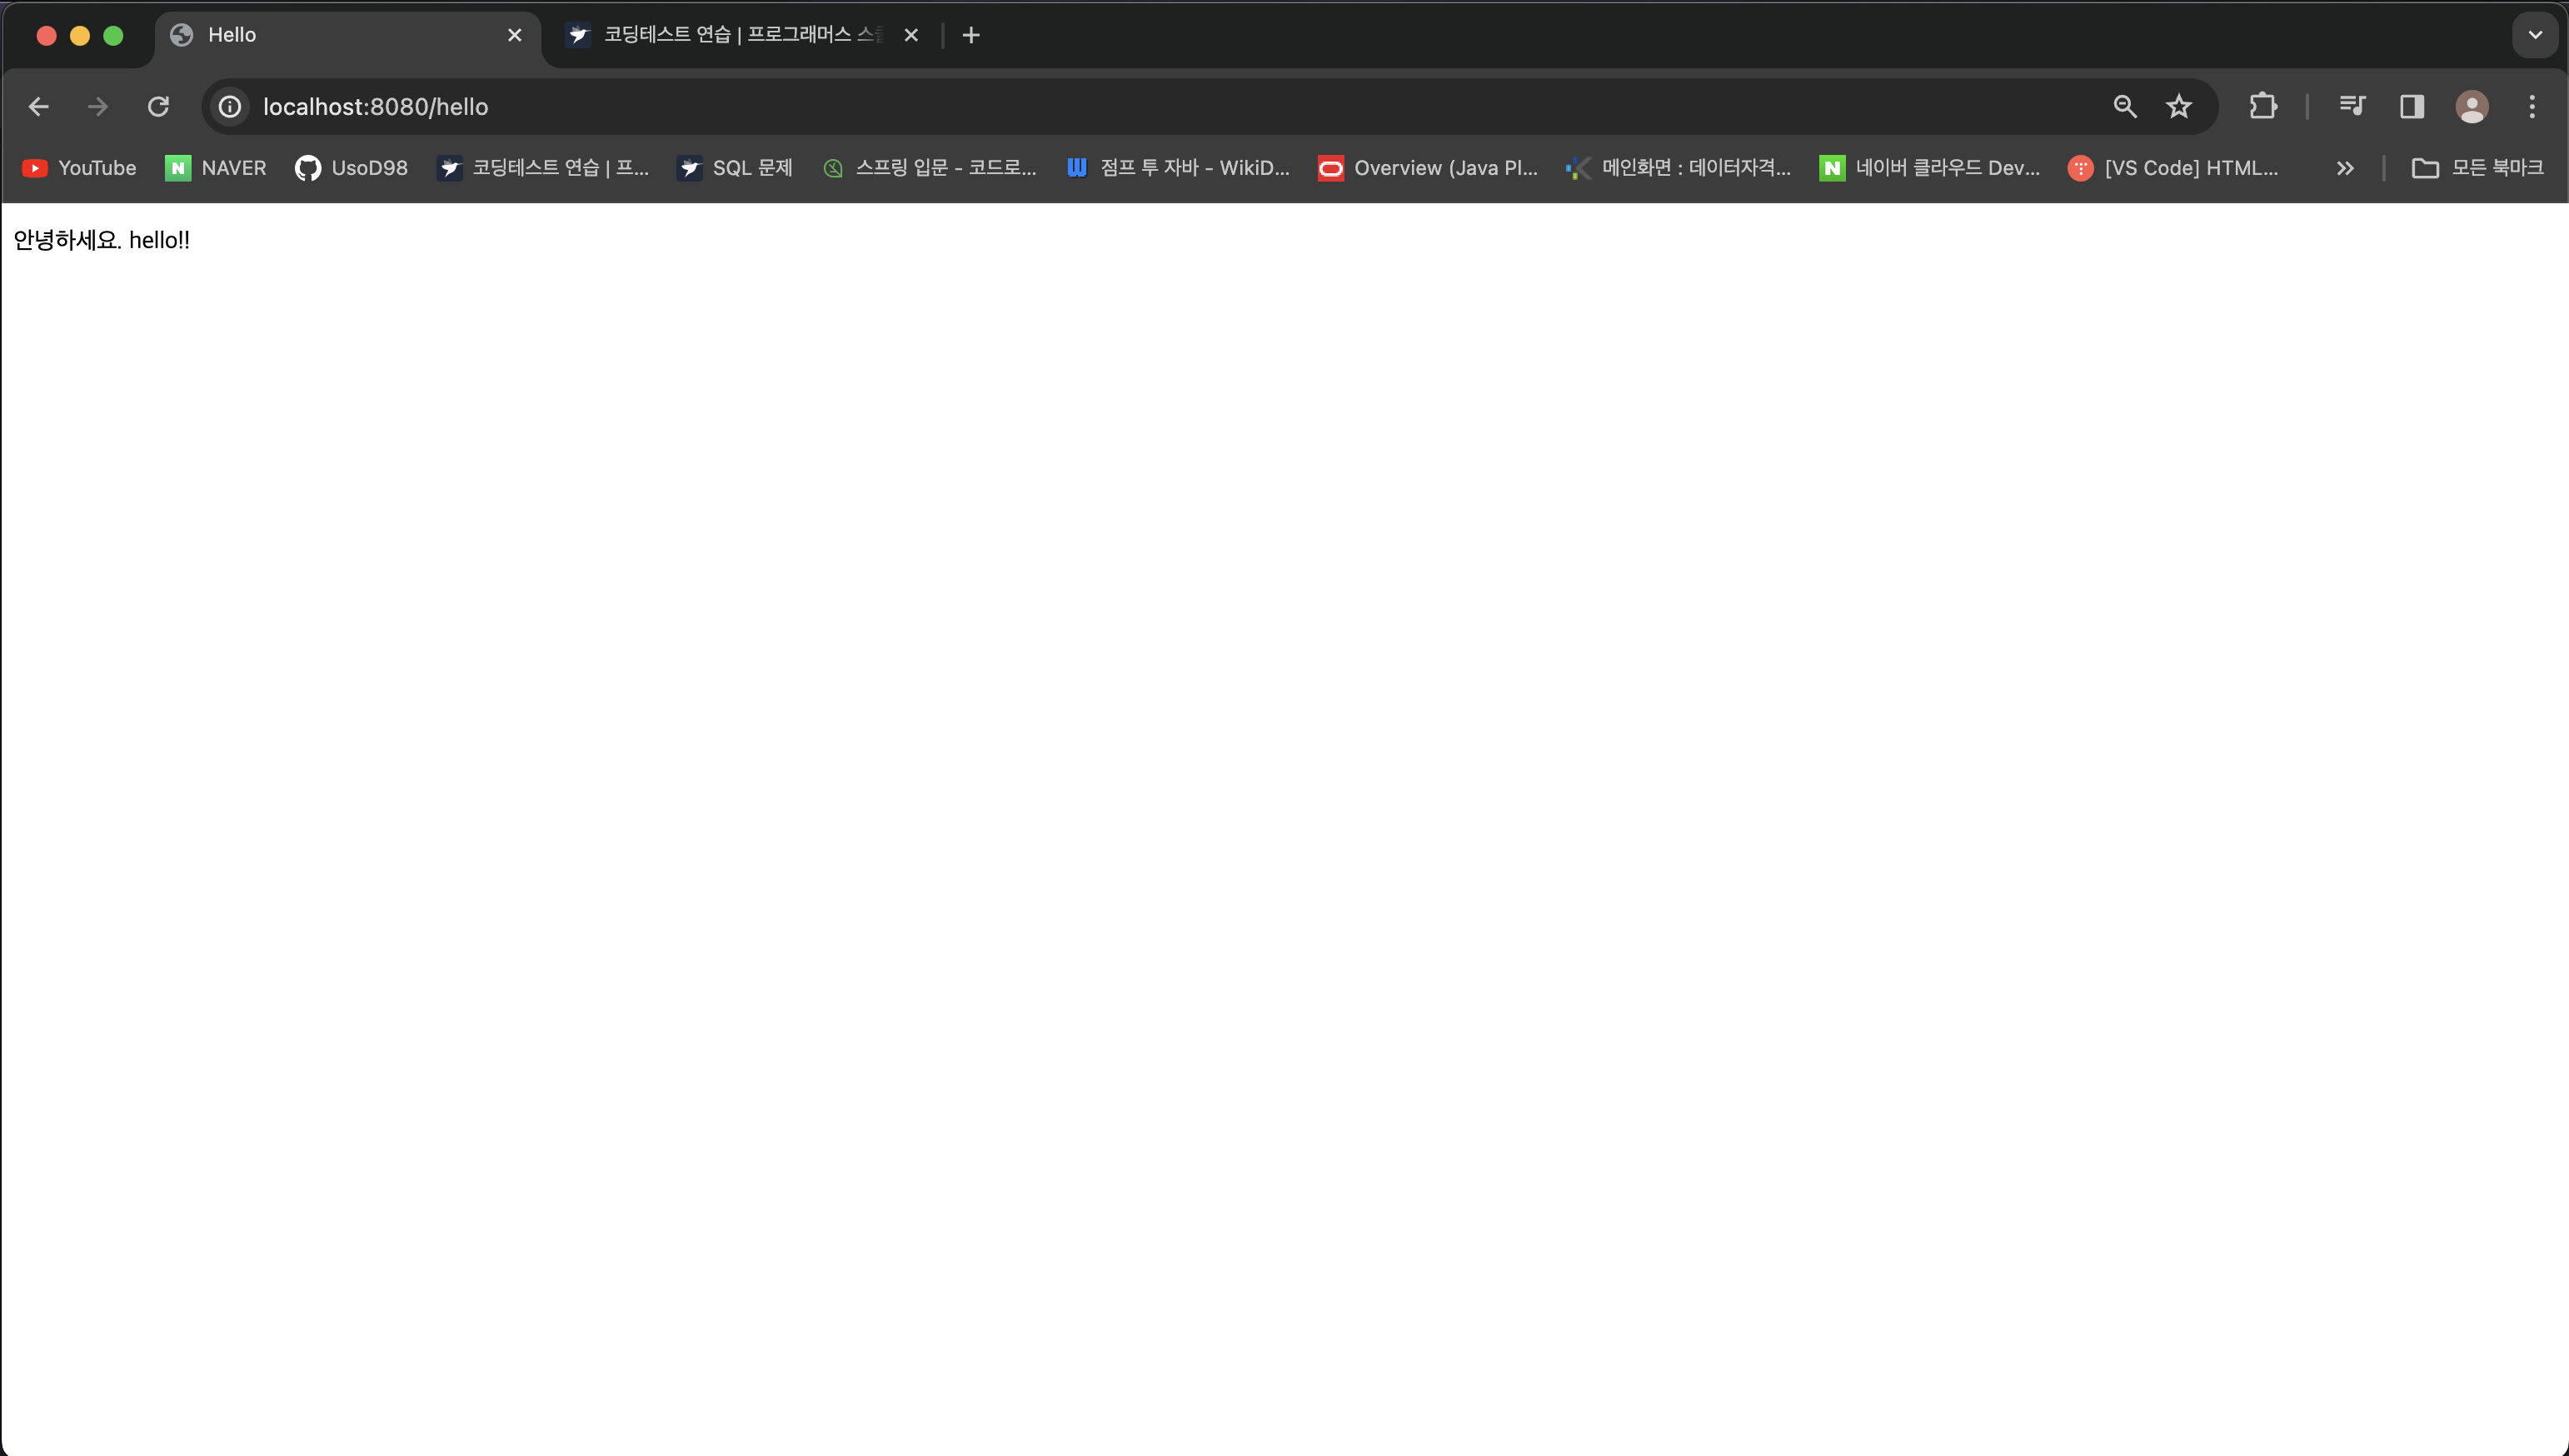 Hello
코딩테스트 연습 | 프로그래머스 스
localhost:8080/hello
YouTube NAVER UsoD98 코딩테스트 연습 | 프... SQL 문제 스프링 입문 - 코드로... 점프 투 자바 - WikiD... Overview (Java Pl... 메인화면 : 데이터자격... 네이버 클라우드 Dev... [VS Code] HTML... 모든 북마크
안녕하세요. hello!!